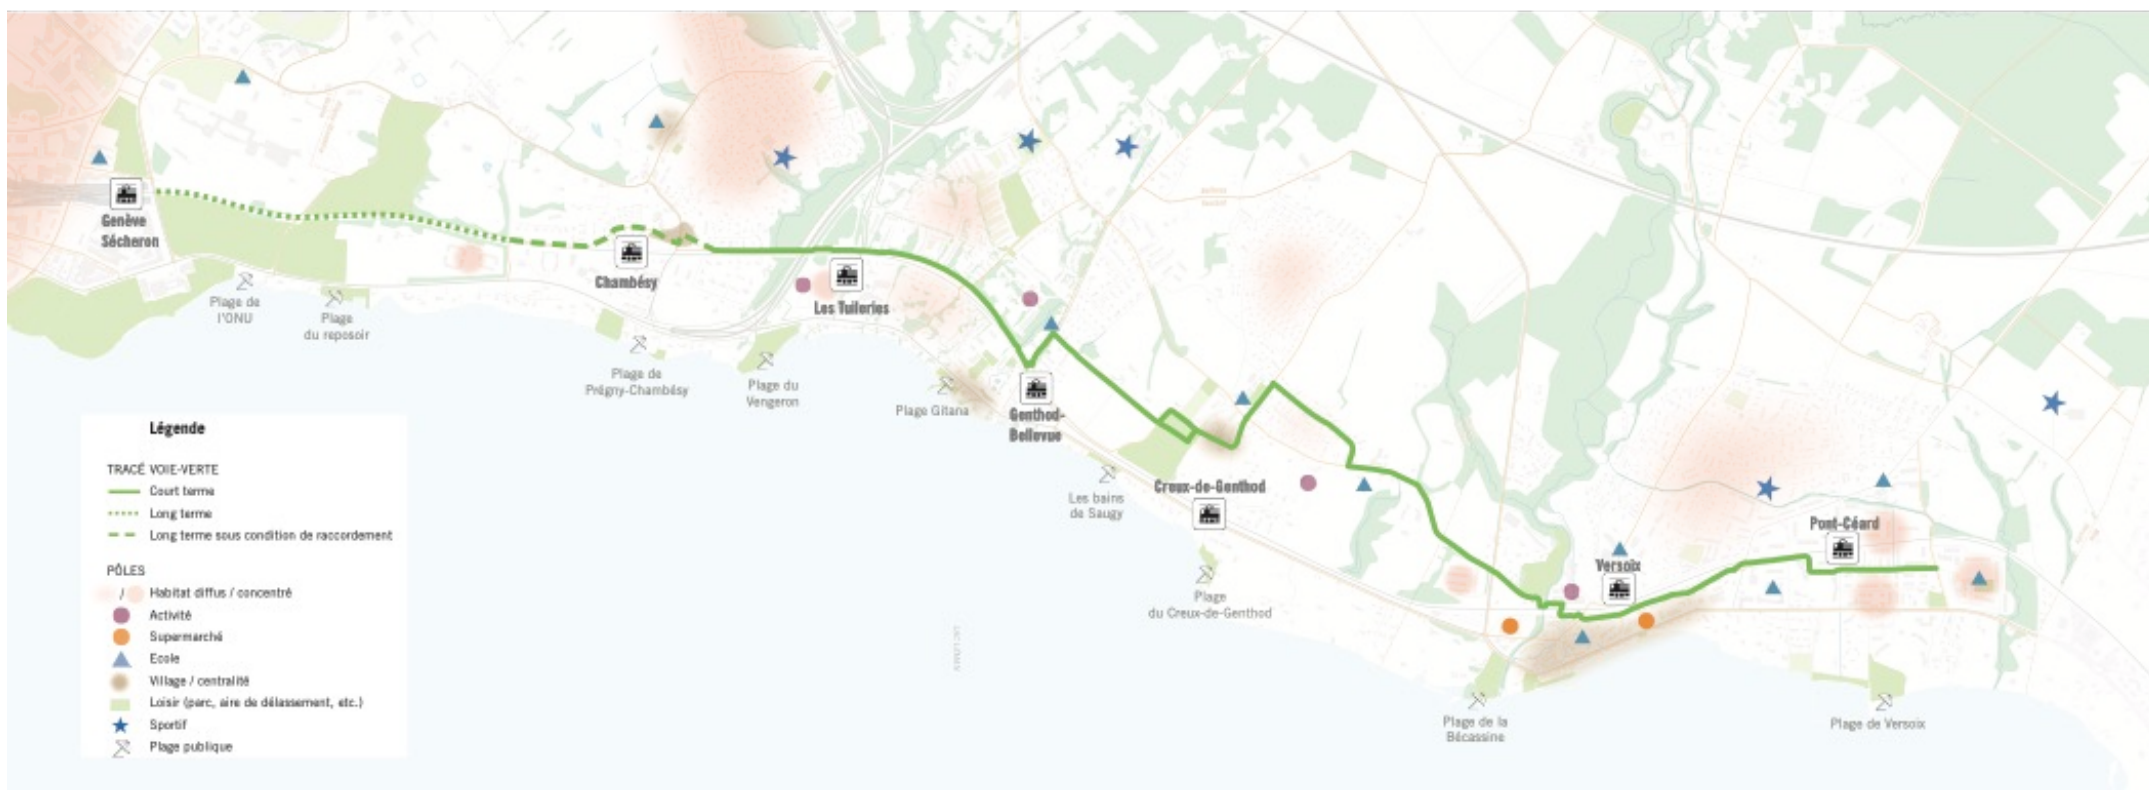 Genève
Sécheron
Chambésy
Les Tuileries
Genthod-
Bellevue
Creux-de-Genthod
Versoix
Pont-Céard
Plage de
l'ONU
Plage
du reposoir
Plage de
Prégny-Chambésy
Plage du
Vengeron
Plage Gitana
Les bains
de Saugy
Plage
du Creux-de-Genthod
Plage de la
Bécassine
Plage de Versoix
Légende
TRACÉ VOIE-VERTE
Court terme
Long terme
Long terme sous condition de raccordement
PÔLES
/ Habitat diffus / concentré
Activité
Supermarché
Ecole
Village / centralité
Loisir (parc, aire de délassement, etc.)
Sportif
Plage publique